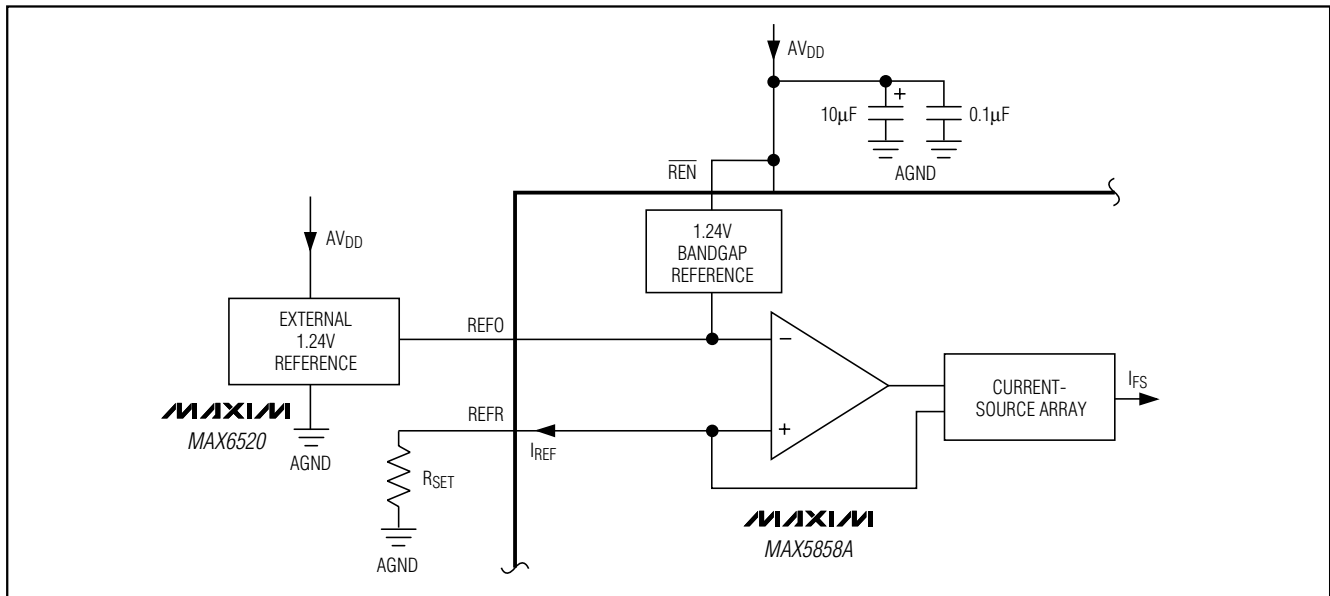 AVDD
10µF
+
0.1µF
REN
AGND
AVDD
1.24V
BANDGAP
REFERENCE
EXTERNAL
1.24V
REFERENCE
REFO
−
CURRENT-
SOURCE ARRAY
IFS
MAXIM
MAX6520
AGND
REFR
IREF
+
RSET
AGND
MAXIM
MAX5858A